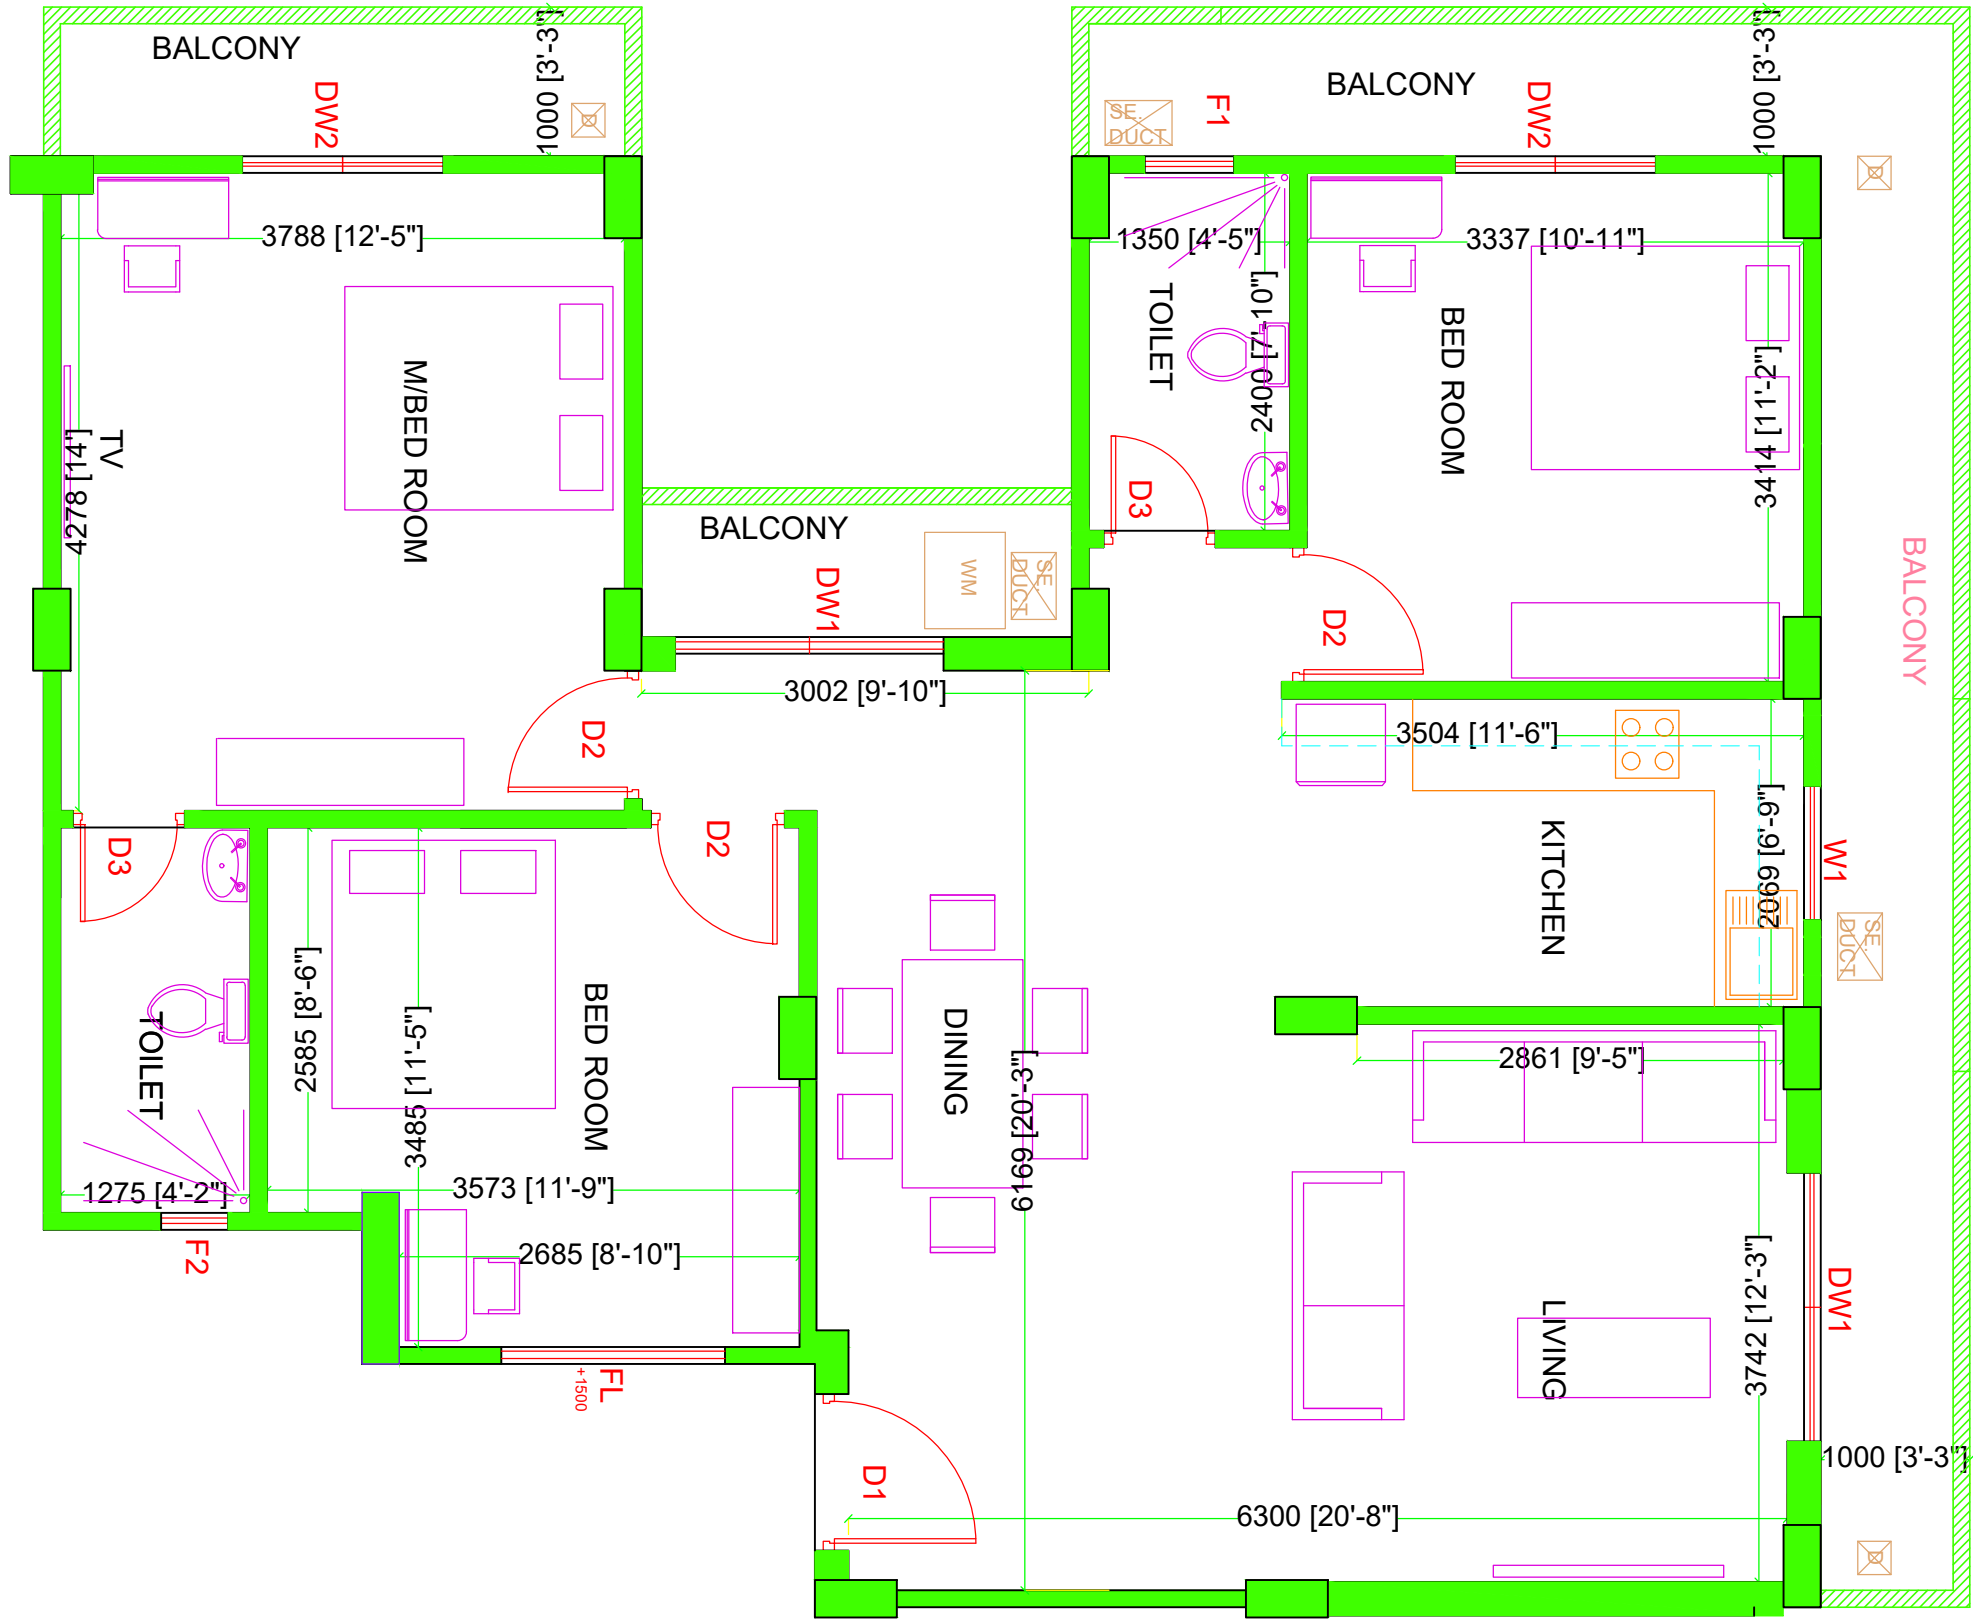 BALCONY
1000 [3'-3"]
DW2
BALCONY
1000 [3'-3"]
F1
DW2
SE.
DUCT
D
D
3788 [12'-5"]
1350 [4'-5"]
3337 [10'-11"]
TOILET
2400 [7'-10"]
BED ROOM
3414 [11'-2"]
M/BED ROOM
TV
4278 [14']
D3
BALCONY
DW1
WM
SE.
DUCT
BALCONY
D2
3002 [9'-10"]
D2
3504 [11'-6"]
D3
D2
KITCHEN
2069 [6'-9"]
W1
SE.
DUCT
2585 [8'-6"]
3485 [11'-5"]
BED ROOM
TOILET
DINING
6169 [20'-3"]
2861 [9'-5"]
1275 [4'-2"]
3573 [11'-9"]
2685 [8'-10"]
F2
FL
+1500
LIVING
3742 [12'-3"]
DW1
1000 [3'-3"]
D1
6300 [20'-8"]
D